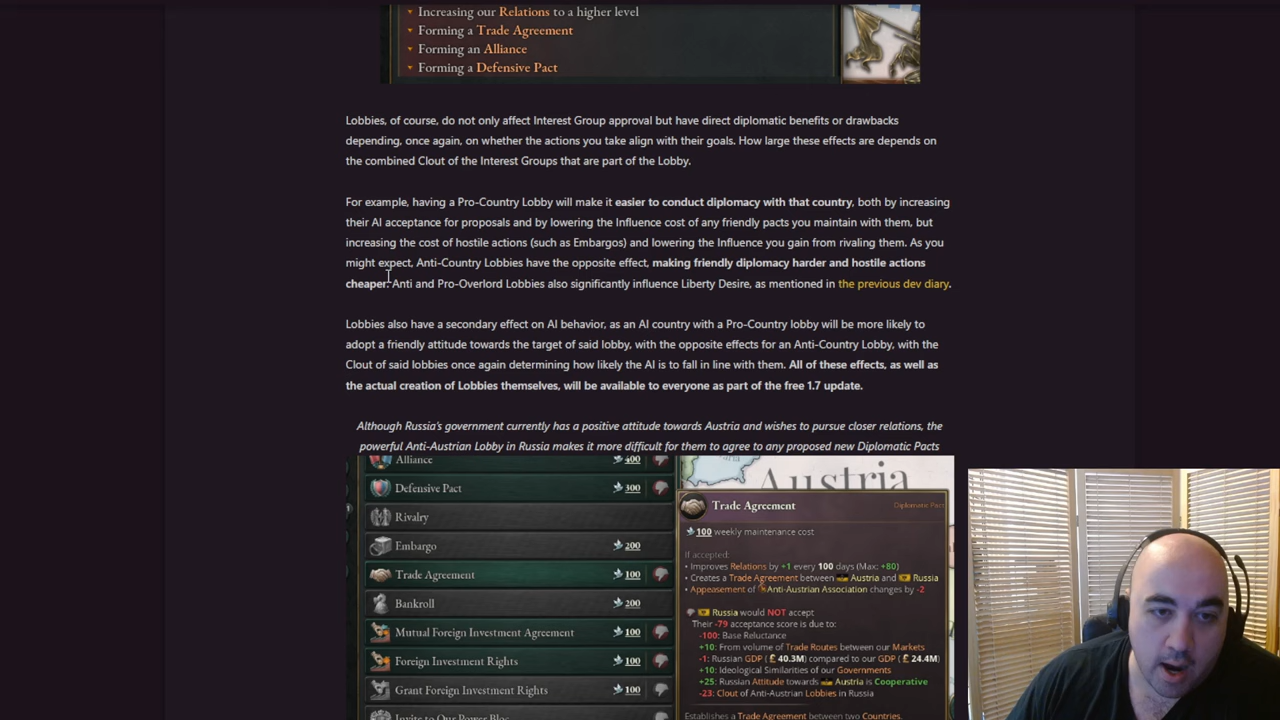 Increasing our Relations to a higher level
Forming a Trade Agreement
Forming an Alliance
Forming a Defensive Pact
Lobbies, of course, do not only affect Interest Group approval but have direct diplomatic benefits or drawbacks
depending, once again, on whether the actions you take align with their goals. How large these effects are depends on
the combined Clout of the Interest Groups that are part of the Lobby.
For example, having a Pro-Country Lobby will make it easier to conduct diplomacy with that country, both by increasing
their AI acceptance for proposals and by lowering the Influence cost of any friendly pacts you maintain with them, but
increasing the cost of hostile actions (such as Embargos) and lowering the Influence you gain from rivaling them. As you
might expect, Anti-Country Lobbies have the opposite effect, making friendly diplomacy harder and hostile actions
cheaper. Anti and Pro-Overlord Lobbies also significantly influence Liberty Desire, as mentioned in the previous dev diary.
Lobbies also have a secondary effect on AI behavior, as an AI country with a Pro-Country lobby will be more likely to
adopt a friendly attitude towards the target of said lobby, with the opposite effects for an Anti-Country Lobby, with the
Clout of said lobbies once again determining how likely the AI is to fall in line with them. All of these effects, as well as
the actual creation of Lobbies themselves, will be available to everyone as part of the free 1.7 update.
Although Russia's government currently has a positive attitude towards Austria and wishes to pursue closer relations, the
powerful Anti-Austrian Lobby in Russia makes it more difficult for them to agree to any proposed new Diplomatic Pacts
Alliance 400
Defensive Pact 300
Rivalry
Embargo 200
Trade Agreement 100
Bankroll 200
Mutual Foreign Investment Agreement 100
Foreign Investment Rights 100
Grant Foreign Investment Rights 100
Invite to Our Power Bloc
Austria
Trade Agreement Diplomatic Pact
100 weekly maintenance cost
If accepted:
• Improves Relations by +1 every 100 days (Max: +80)
• Creates a Trade Agreement between Austria and Russia
• Appeasement of Anti-Austrian Association changes by -2
Russia would NOT accept
Their -79 acceptance score is due to:
-100: Base Reluctance
+10: From volume of Trade Routes between our Markets
-1: Russian GDP (£ 40.3M) compared to our GDP (£ 24.4M)
+10: Ideological Similarities of our Governments
+25: Russian Attitude towards Austria is Cooperative
-23: Clout of Anti-Austrian Lobbies in Russia
Establishes a Trade Agreement between two Countries.